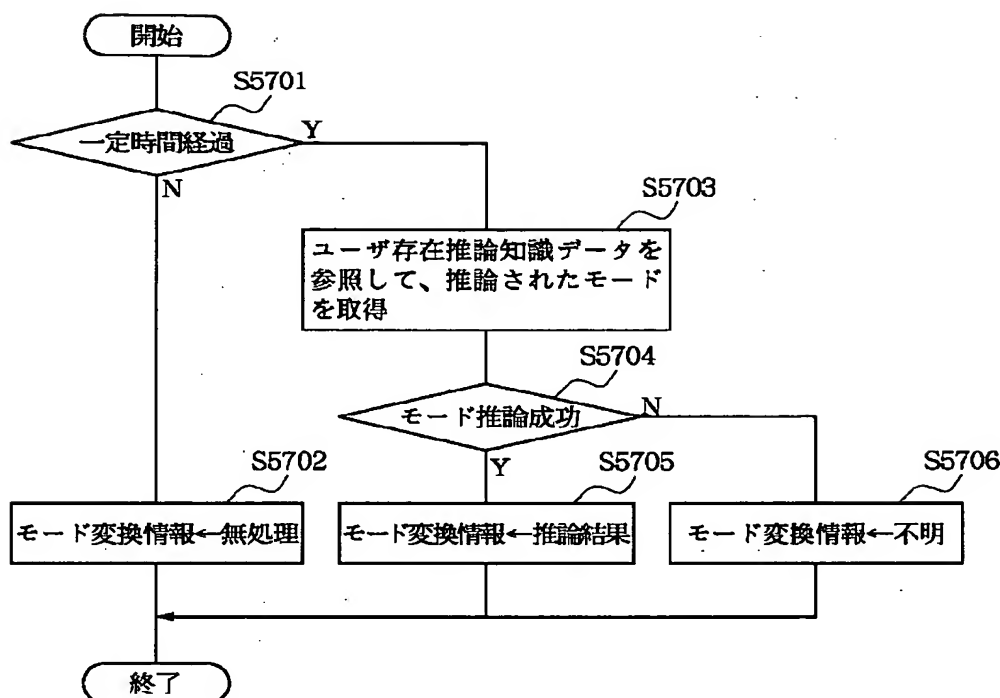 開始
S5701
一定時間経過
Y
N
S5703
ユーザ存在推論知識データを
参照して、推論されたモード
を取得
S5704
モード推論成功
N
Y
S5702
モード変換情報←無処理
S5705
モード変換情報←推論結果
S5706
モード変換情報←不明
終了